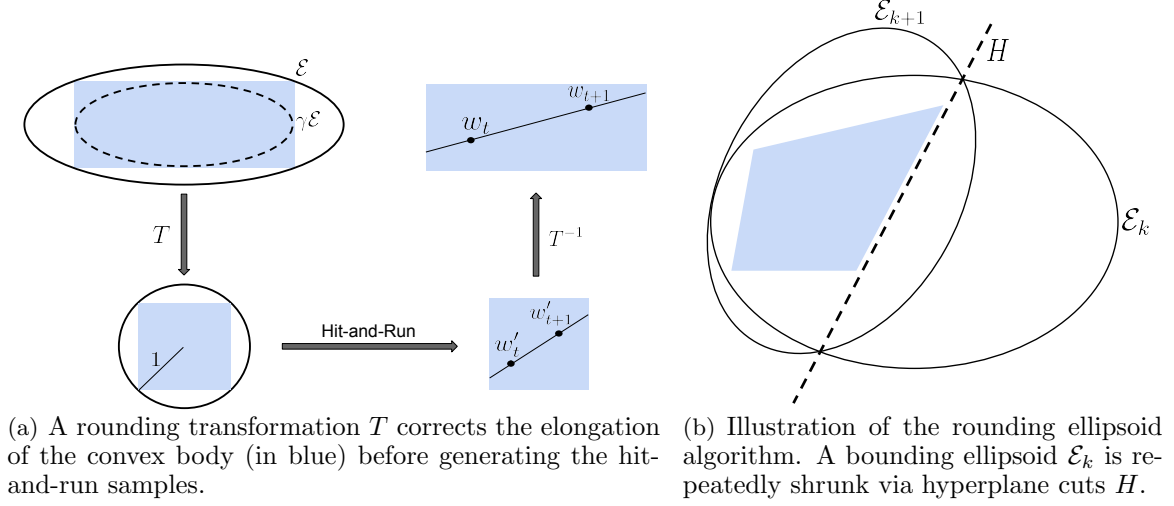 ℰ
γℰ
T
1
Hit-and-Run
w_t
w_{t+1}
T^{-1}
w'_t
w'_{t+1}
ℰ_{k+1}
H
ℰ_k
(a) A rounding transformation T corrects the elongation
of the convex body (in blue) before generating the hit-
and-run samples.
(b) Illustration of the rounding ellipsoid
algorithm. A bounding ellipsoid ℰ_k is re-
peatedly shrunk via hyperplane cuts H.